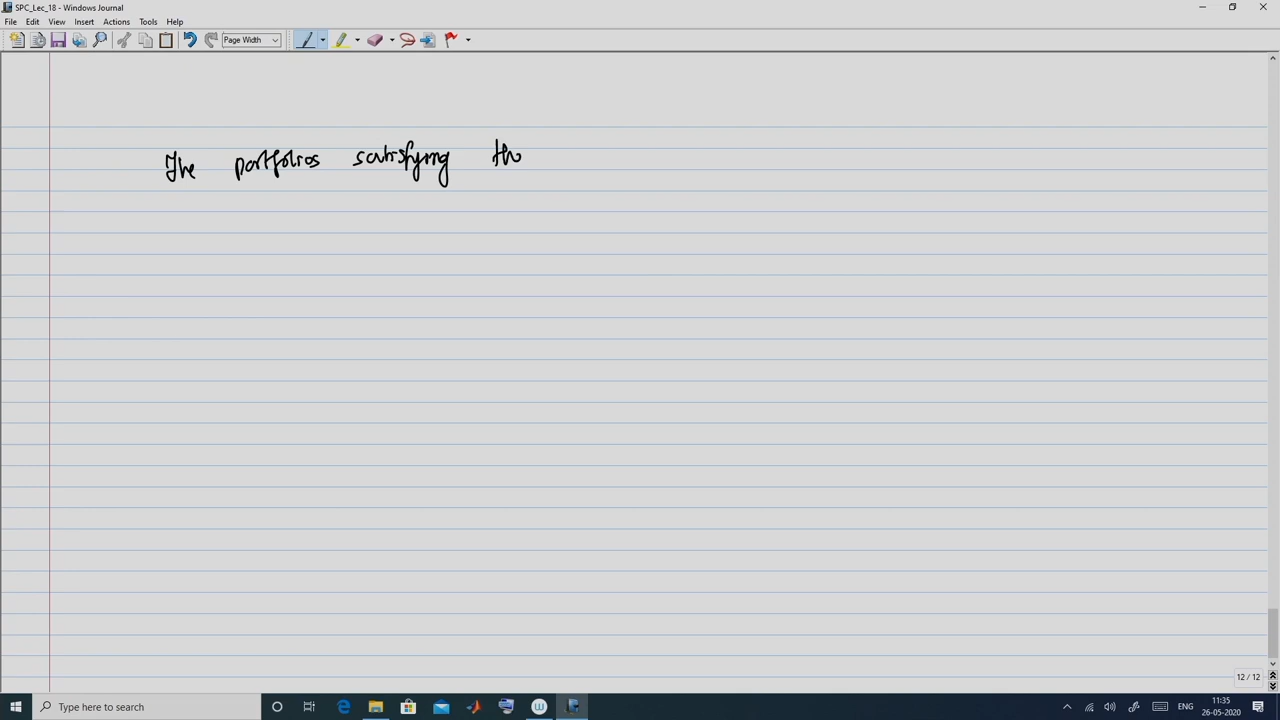 SPC_Lec_18 - Windows Journal
File Edit View Insert Actions Tools Help
Page Width
The portfolios satisfying the
12 / 12
Type here to search
ENG
11:35
26-05-2020